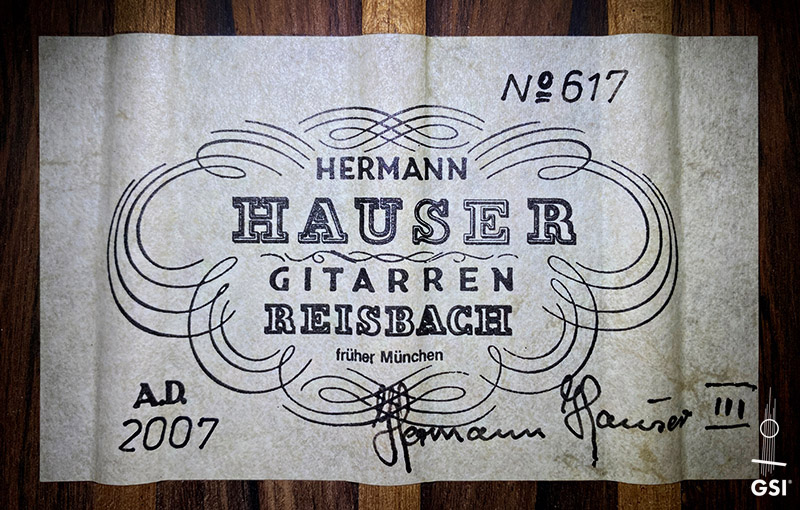 Nº 617
HERMANN
HAUSER
GITARREN
REISBACH
früher München
A.D.
2007
Hermann Hauser III
GSI